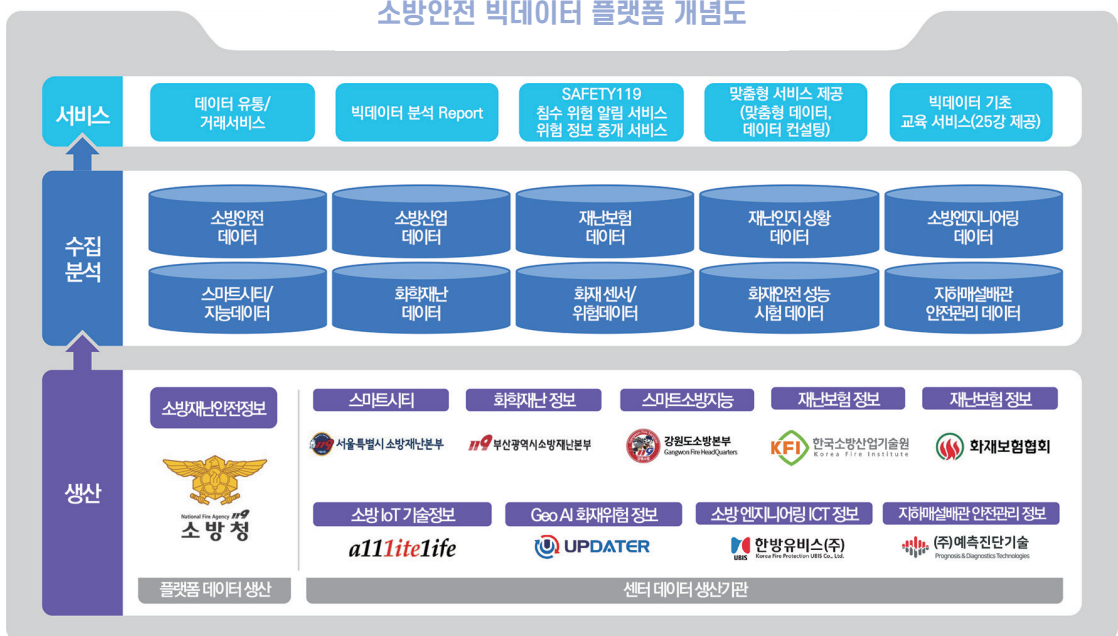 소방안전 빅데이터 플랫폼 개념도
서비스
데이터 유통/
거래서비스
빅데이터 분석 Report
SAFETY119
침수 위험 알림 서비스
위험 정보 중개 서비스
맞춤형 서비스 제공
(맞춤형 데이터,
데이터 컨설팅)
빅데이터 기초
교육 서비스(25강 제공)
수집
분석
소방안전
데이터
소방산업
데이터
재난보험
데이터
재난인지 상황
데이터
소방엔지니어링
데이터
스마트시티/
지능데이터
화학재난
데이터
화재 센서/
위험데이터
화재안전 성능
시험 데이터
지하매설배관
안전관리 데이터
생산
소방재난안전정보
National Fire Agency 119
소방청
플랫폼 데이터 생산
스마트시티
119 서울특별시 소방재난본부
화학재난 정보
119 부산광역시소방재난본부
스마트소방지능
강원도소방본부
Gangwon Fire HeadQuarters
재난보험 정보
KFI 한국소방산업기술원
Korea Fire Institute
재난보험 정보
화재보험협회
소방 IoT 기술정보
a111ite1ife
Geo AI 화재위험 정보
UPDATER
소방 엔지니어링 ICT 정보
UBIS 한방유비스(주)
Korea Fire Protection UBIS Co., Ltd.
지하매설배관 안전관리 정보
(주)예측진단기술
Prognosis & Diagnostics Technologies
센터 데이터 생산기관